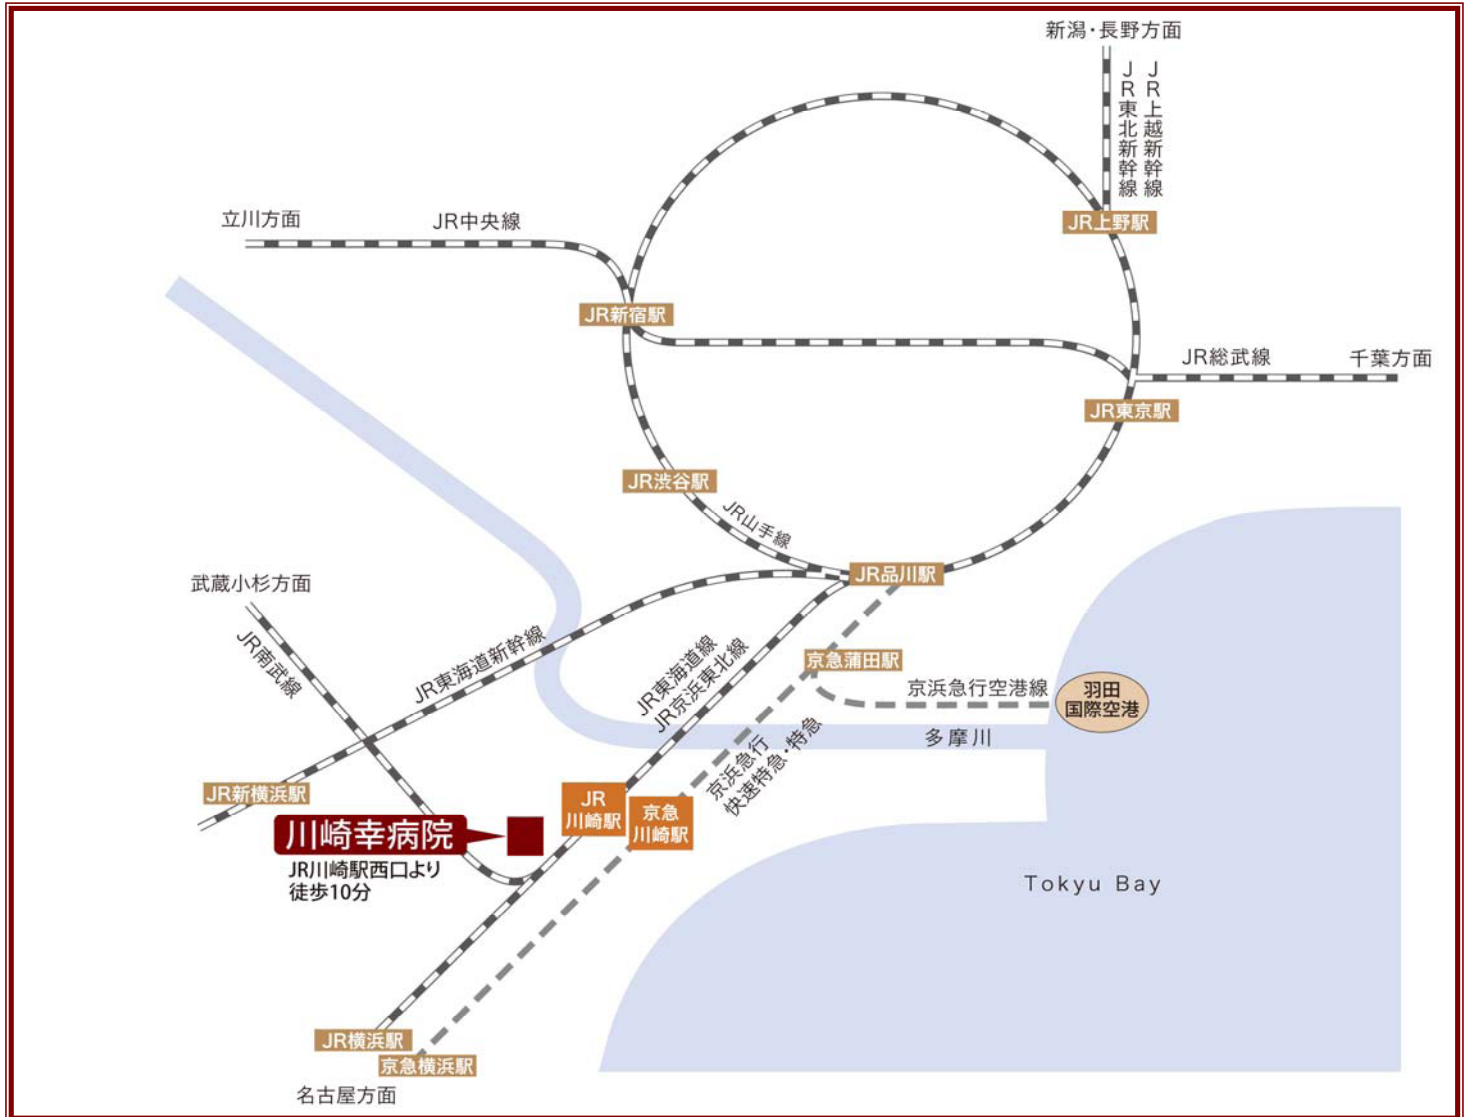 新潟・長野方面
JR上越新幹線
JR東北新幹線
JR上野駅
立川方面
JR中央線
JR新宿駅
JR総武線
千葉方面
JR東京駅
JR渋谷駅
JR山手線
JR品川駅
武蔵小杉方面
JR南武線
JR東海道新幹線
JR東海道線
JR京浜東北線
京急蒲田駅
京浜急行空港線
羽田
国際空港
多摩川
京浜急行
快速特急・特急
JR新横浜駅
JR
川崎駅
京急
川崎駅
川崎幸病院
JR川崎駅西口より
徒歩10分
Tokyu Bay
JR横浜駅
京急横浜駅
名古屋方面